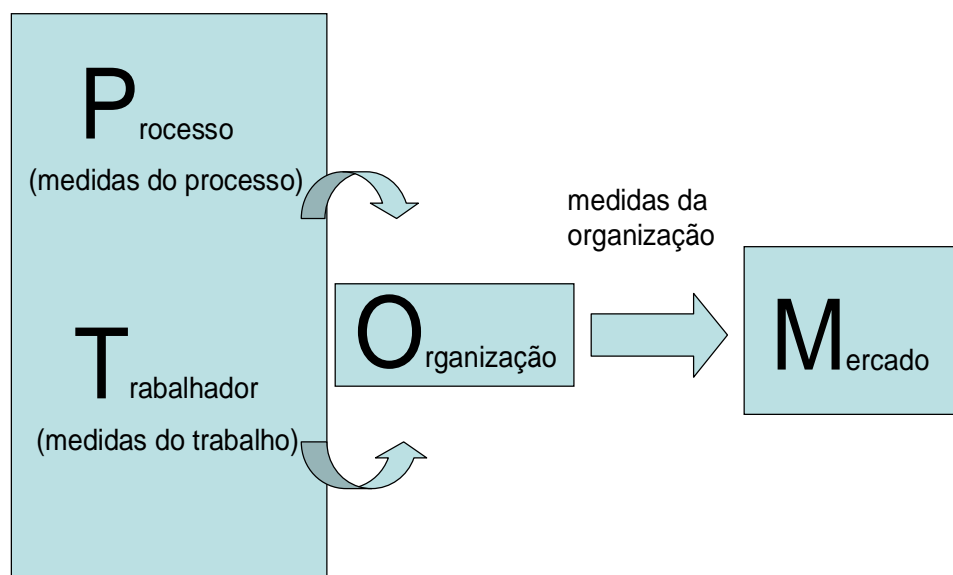 Processo
(medidas do processo)
Trabalhador
(medidas do trabalho)
Organização
medidas da
organização
Mercado